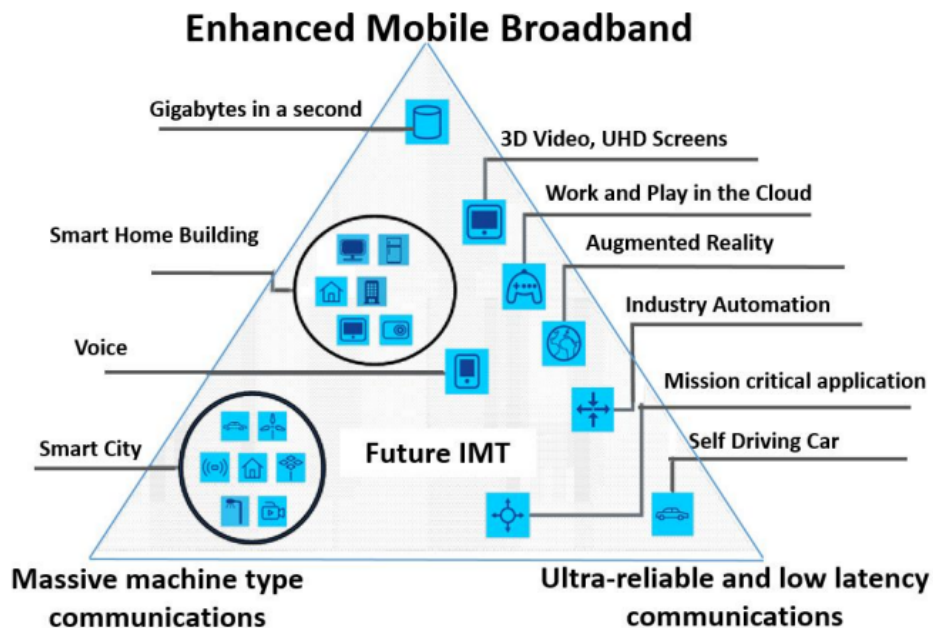 Enhanced Mobile Broadband
Gigabytes in a second
3D Video, UHD Screens
Work and Play in the Cloud
Smart Home Building
Augmented Reality
Industry Automation
Voice
Mission critical application
Smart City
Future IMT
Self Driving Car
Massive machine type
communications
Ultra-reliable and low latency
communications